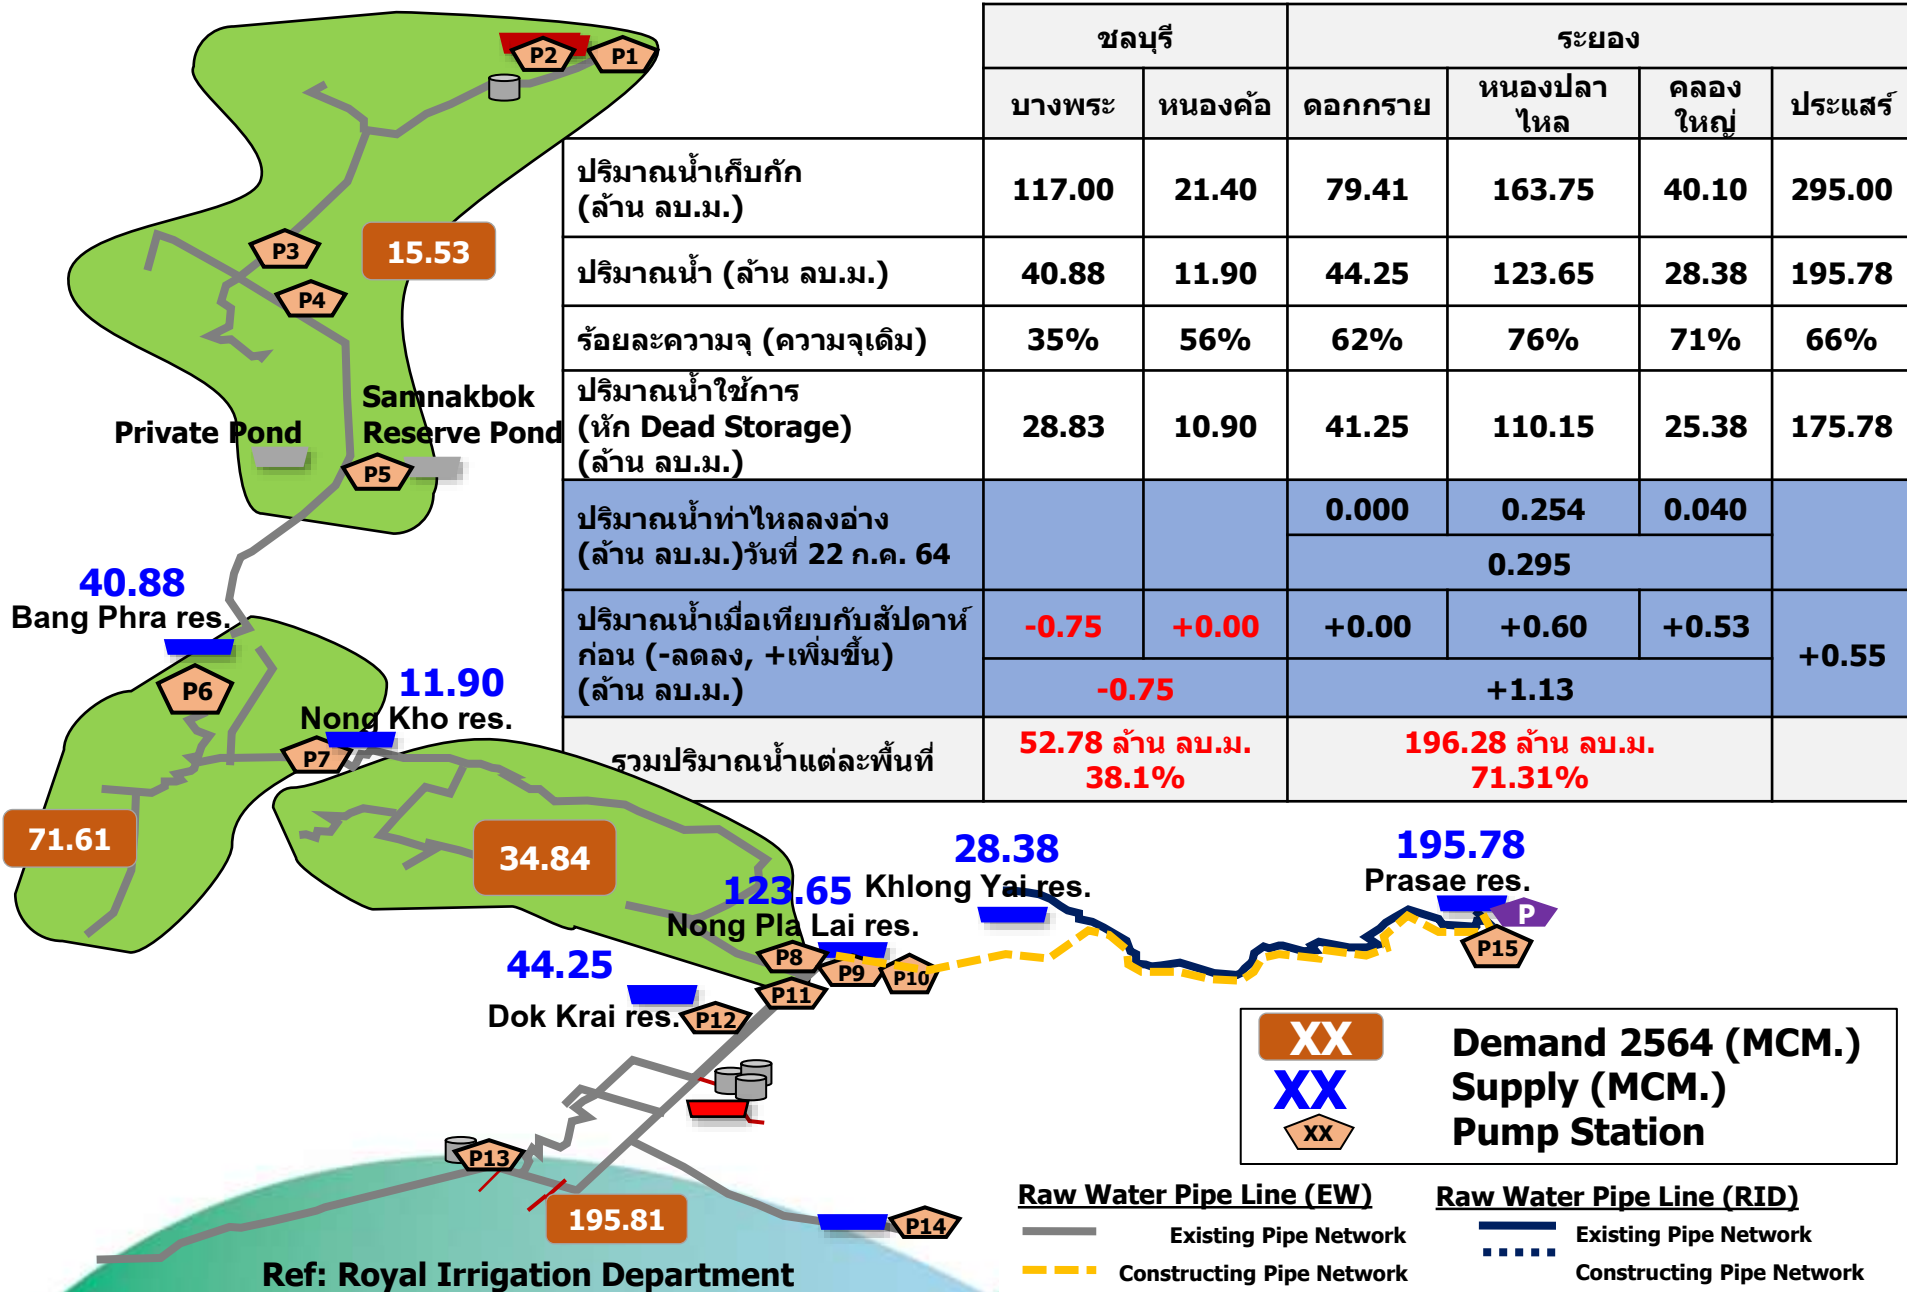 ชลบุรี ระยอง
บางพระ หนองค้อ ดอกกราย หนองปลา คลอง ประแสร์
ไหล ใหญ่
ปริมาณน้ำเก็บกัก
(ล้าน ลบ.ม.)
117.00 21.40 79.41 163.75 40.10 295.00
ปริมาณน้ำ (ล้าน ลบ.ม.) 40.88 11.90 44.25 123.65 28.38 195.78
ร้อยละความจุ (ความจุเดิม) 35% 56% 62% 76% 71% 66%
ปริมาณน้ำใช้การ
(หัก Dead Storage)
(ล้าน ลบ.ม.)
28.83 10.90 41.25 110.15 25.38 175.78
ปริมาณน้ำท่าไหลลงอ่าง
(ล้าน ลบ.ม.)วันที่ 22 ก.ค. 64
0.000 0.254 0.040
0.295
ปริมาณน้ำเมื่อเทียบกับสัปดาห์
ก่อน (-ลดลง, +เพิ่มขึ้น)
(ล้าน ลบ.ม.)
-0.75 +0.00 +0.00 +0.60 +0.53
+0.55
-0.75 +1.13
รวมปริมาณน้ำแต่ละพื้นที่
52.78 ล้าน ลบ.ม.
38.1%
196.28 ล้าน ลบ.ม.
71.31%
P2
P1
P3
15.53
P4
Private Pond
Samnakbok
Reserve Pond
P5
40.88
Bang Phra res.
P6
11.90
Nong Kho res.
P7
71.61
34.84
123.65
Nong Pla Lai res.
28.38
Khlong Yai res.
195.78
Prasae res.
P
P15
P8
P9
P10
P11
44.25
Dok Krai res.
P12
P13
195.81
P14
Ref: Royal Irrigation Department
XX Demand 2564 (MCM.)
XX Supply (MCM.)
XX Pump Station
Raw Water Pipe Line (EW)
Existing Pipe Network
Constructing Pipe Network
Raw Water Pipe Line (RID)
Existing Pipe Network
Constructing Pipe Network